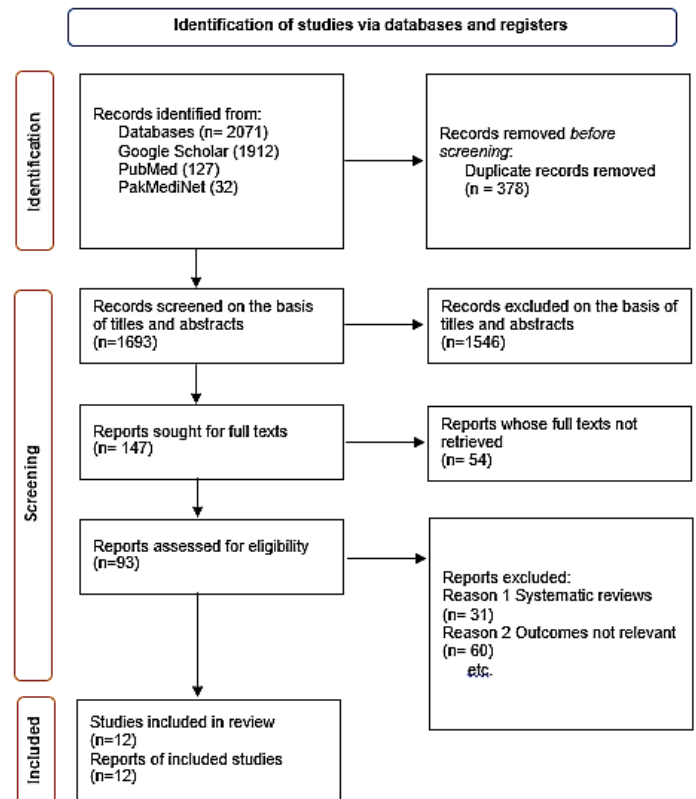 Identification of studies via databases and registers
Identification
Records identified from:
Databases (n= 2071)
Google Scholar (1912)
PubMed (127)
PakMediNet (32)
Records removed before
screening:
Duplicate records removed
(n = 378)
Screening
Records screened on the basis
of titles and abstracts
(n=1693)
Records excluded on the basis of
titles and abstracts
(n=1546)
Reports sought for full texts
(n= 147)
Reports whose full texts not
retrieved
(n= 54)
Reports assessed for eligibility
(n=93)
Reports excluded:
Reason 1 Systematic reviews
(n= 31)
Reason 2 Outcomes not relevant
(n= 60)
etc.
Included
Studies included in review
(n=12)
Reports of included studies
(n=12)